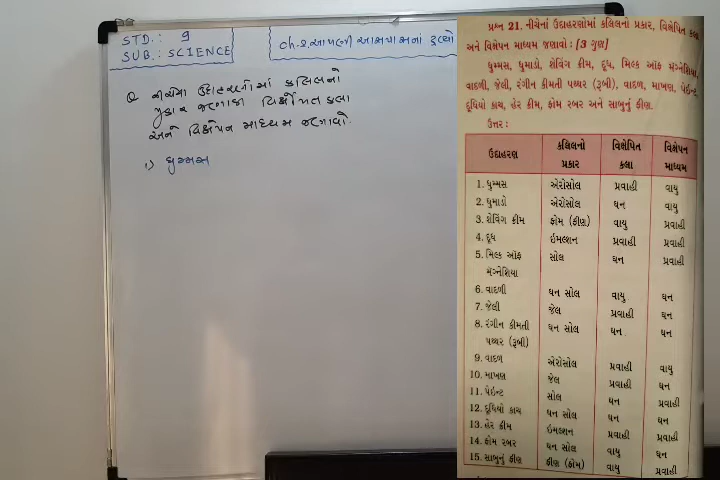 STD.: 9
SUB.: SCIENCE
ch-2 આપણી આસપાસનાં દ્રવ્યો
Q નીચેના ઉદાહરણોમાં કલિલનો
પ્રકાર જણાવી વિક્ષેપિત કલા
અને વિક્ષેપન માધ્યમ જણાવો.
1) ધુમ્મસ
પ્રશ્ન 21. નીચેનાં ઉદાહરણોમાં કલિલનો પ્રકાર, વિક્ષેપિત કલા
અને વિક્ષેપન માધ્યમ જણાવો : [3 ગુણ]
ધુમ્મસ, ધુમાડો, શેવિંગ ક્રીમ, દૂધ, મિલ્ક ઑફ મૅગ્નેશિયા,
વાદળી, જેલી, રંગીન કીમતી પથ્થર (રૂબી), વાદળ, માખણ, પેઇન્ટ,
દૂધિયો કાચ, હેર ક્રીમ, ફોમ રબર અને સાબુનું ફીણ.
ઉત્તર :
ઉદાહરણ કલિલનો પ્રકાર વિક્ષેપિત કલા વિક્ષેપન માધ્યમ
1. ધુમ્મસ એરોસોલ પ્રવાહી વાયુ
2. ધુમાડો એરોસોલ ઘન વાયુ
3. શેવિંગ ક્રીમ ફોમ (ફીણ) વાયુ પ્રવાહી
4. દૂધ ઇમલ્શન પ્રવાહી પ્રવાહી
5. મિલ્ક ઑફ મૅગ્નેશિયા સોલ ઘન પ્રવાહી
6. વાદળી ઘન સોલ વાયુ ઘન
7. જેલી જેલ પ્રવાહી ઘન
8. રંગીન કીમતી પથ્થર (રૂબી) ઘન સોલ ઘન ઘન
9. વાદળ એરોસોલ પ્રવાહી વાયુ
10. માખણ જેલ પ્રવાહી ઘન
11. પેઇન્ટ સોલ ઘન પ્રવાહી
12. દૂધિયો કાચ ઘન સોલ ઘન ઘન
13. હેર ક્રીમ ઇમલ્શન પ્રવાહી પ્રવાહી
14. ફોમ રબર ઘન સોલ વાયુ ઘન
15. સાબુનું ફીણ ફીણ (ફોમ) વાયુ પ્રવાહી